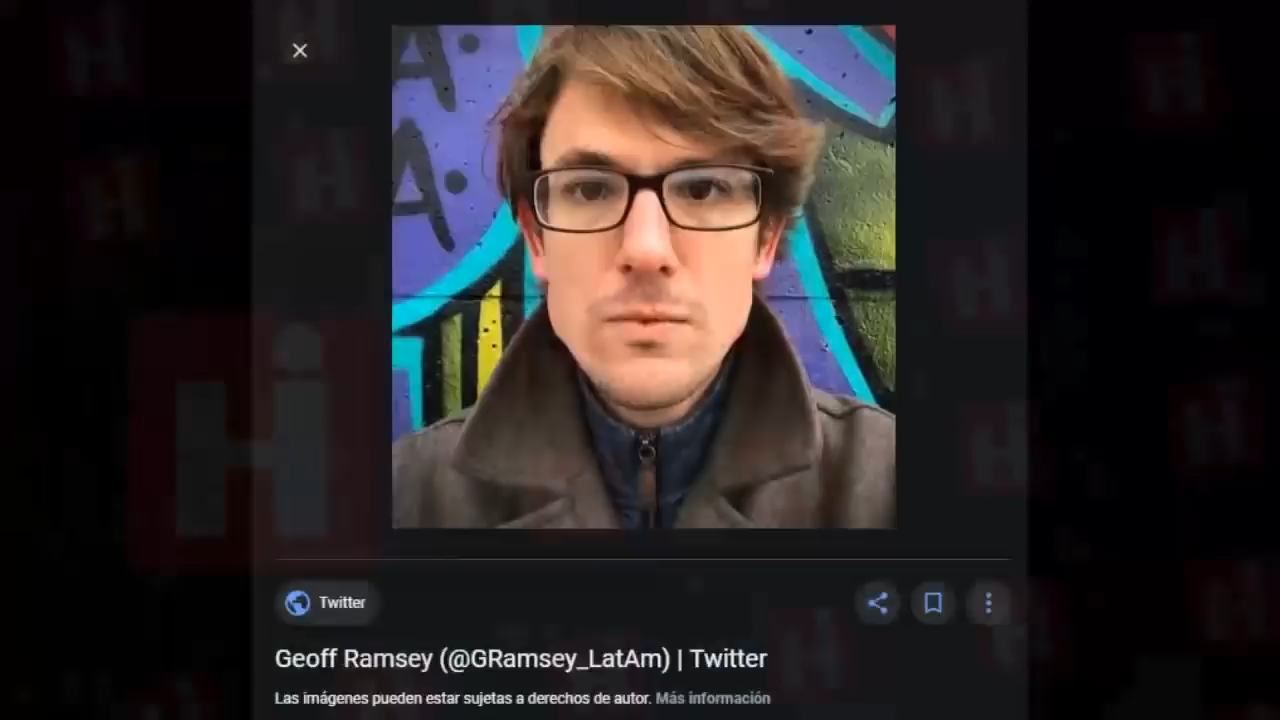 Twitter
Geoff Ramsey (@GRamsey_LatAm) | Twitter
Las imágenes pueden estar sujetas a derechos de autor. Más información